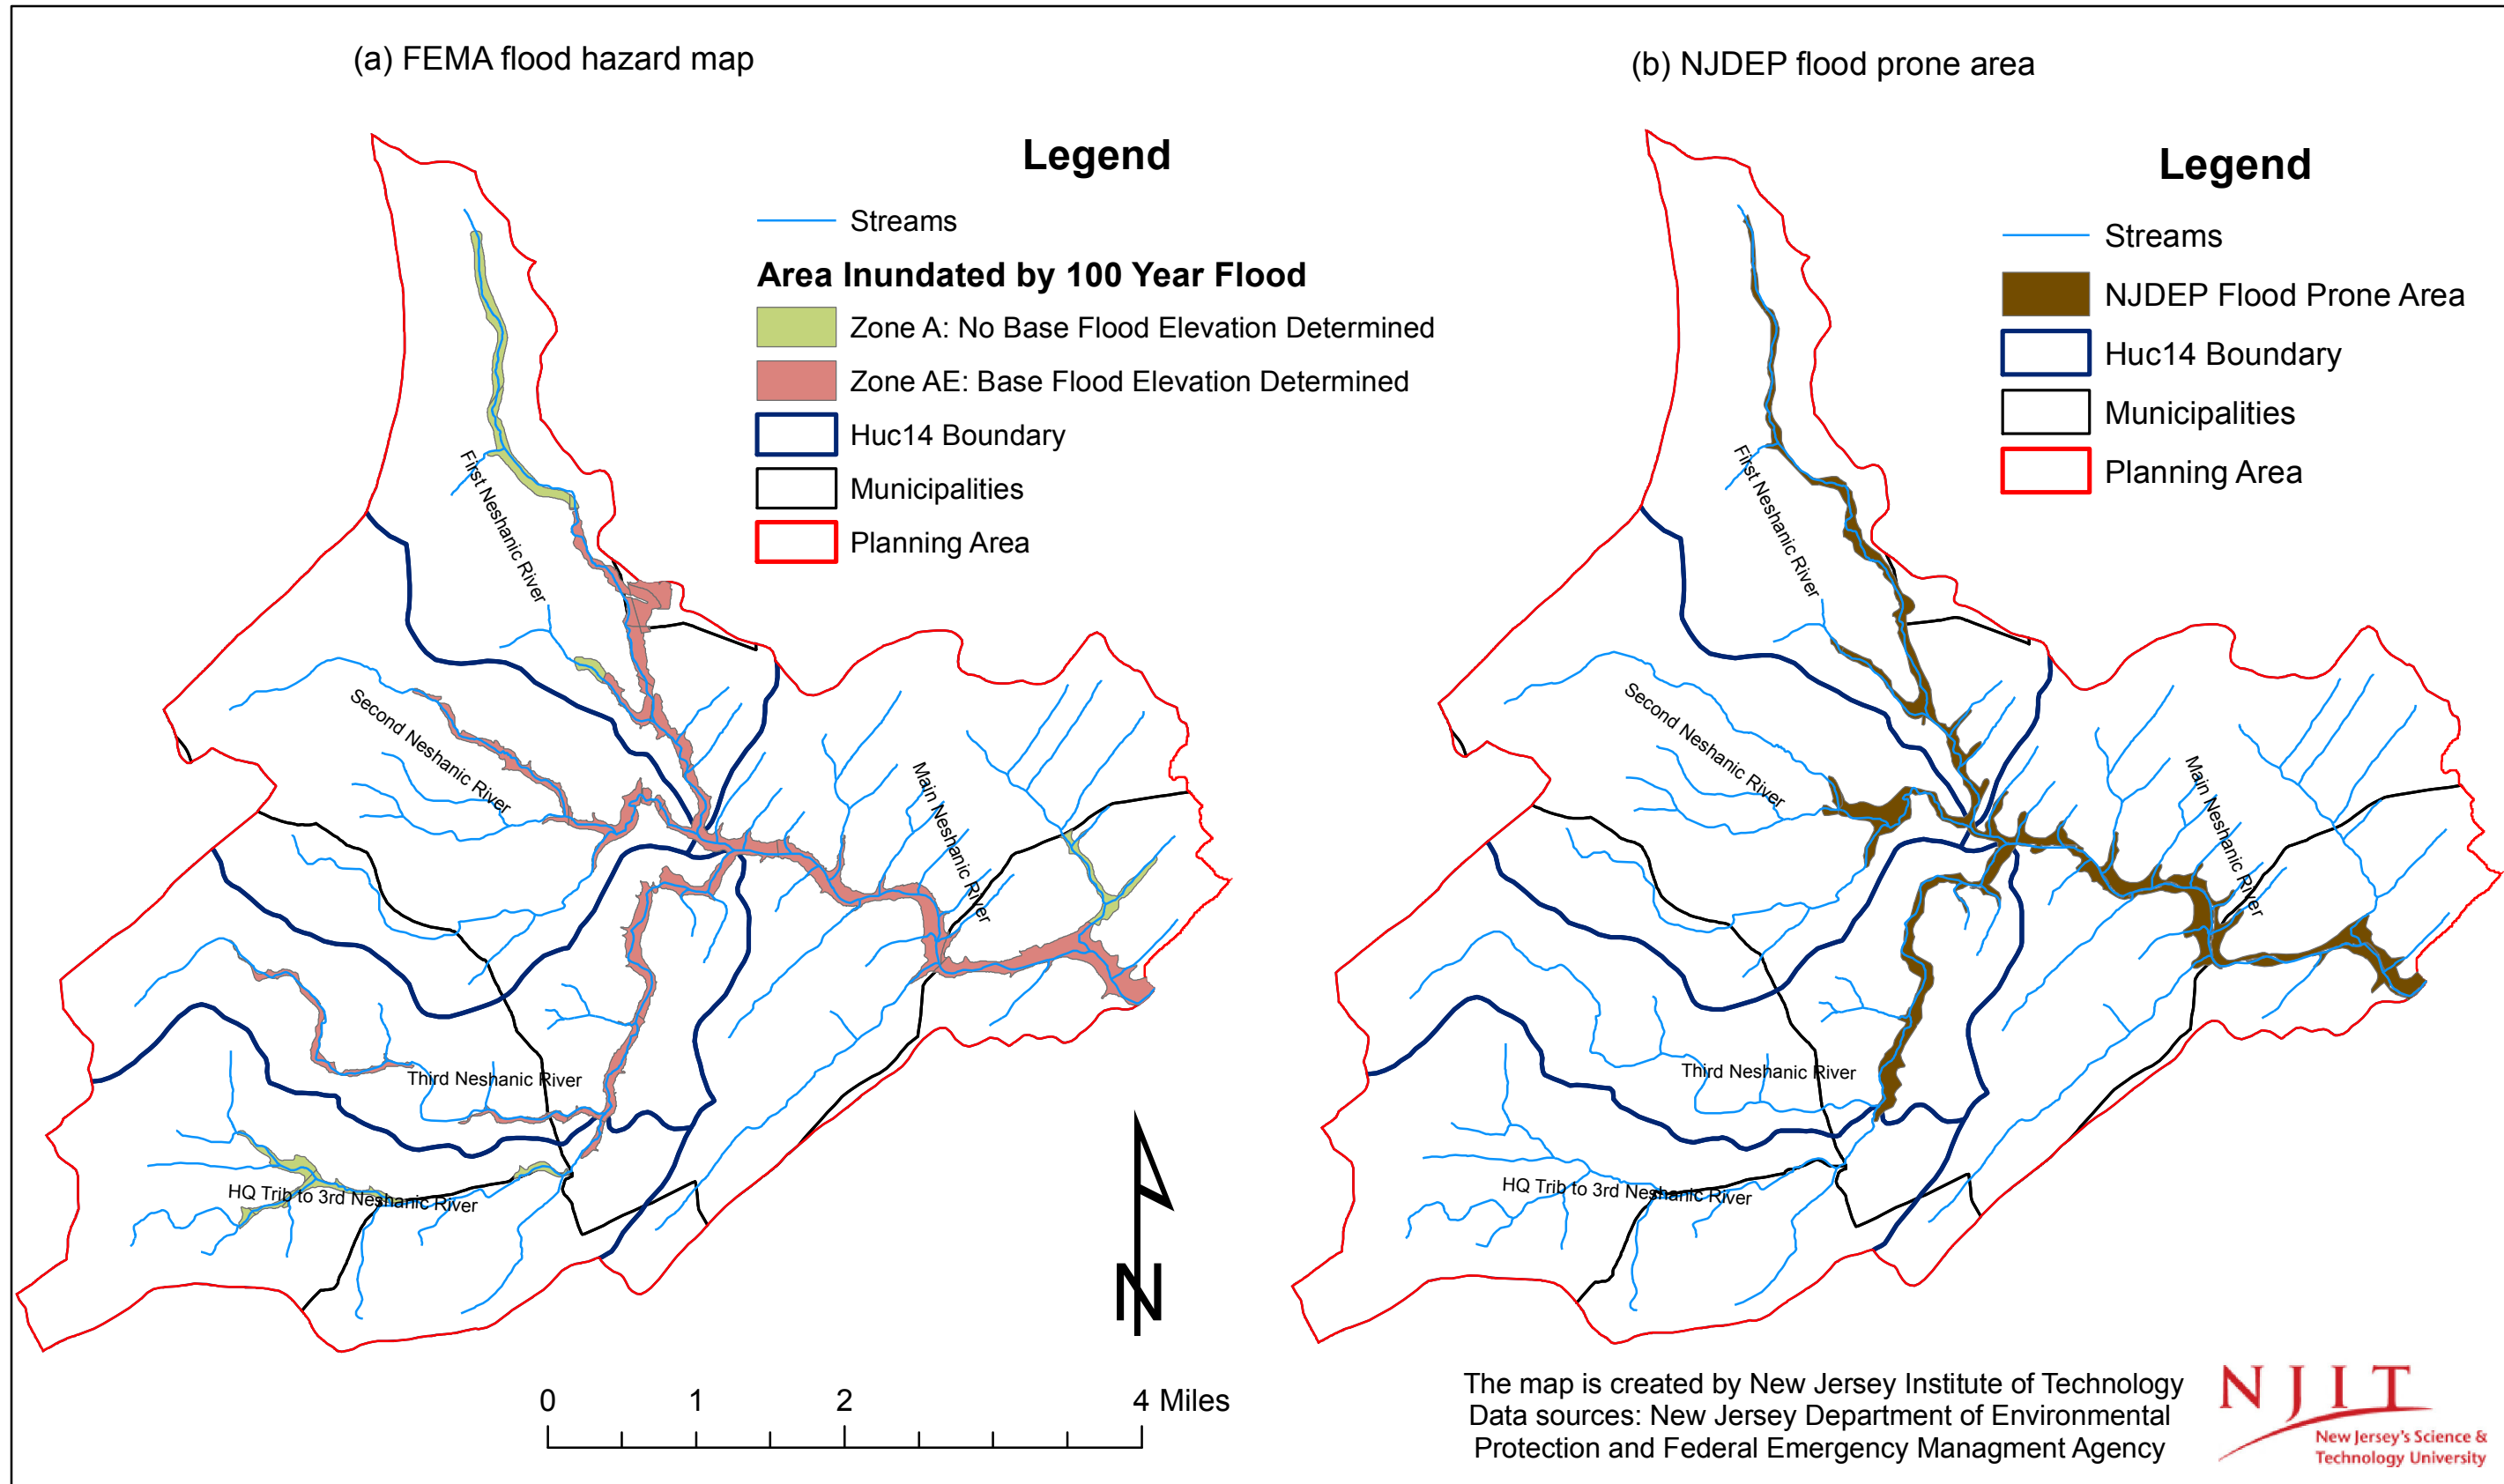 (a) FEMA flood hazard map
Legend
Streams
Area Inundated by 100 Year Flood
Zone A: No Base Flood Elevation Determined
Zone AE: Base Flood Elevation Determined
Huc14 Boundary
Municipalities
Planning Area
First Neshanic River
Second Neshanic River
Main Neshanic River
Third Neshanic River
HQ Trib to 3rd Neshanic River
N
0 1 2 4 Miles
(b) NJDEP flood prone area
Legend
Streams
NJDEP Flood Prone Area
Huc14 Boundary
Municipalities
Planning Area
First Neshanic River
Second Neshanic River
Main Neshanic River
Third Neshanic River
HQ Trib to 3rd Neshanic River
The map is created by New Jersey Institute of Technology
Data sources: New Jersey Department of Environmental
Protection and Federal Emergency Managment Agency
NJIT
New Jersey's Science &
Technology University